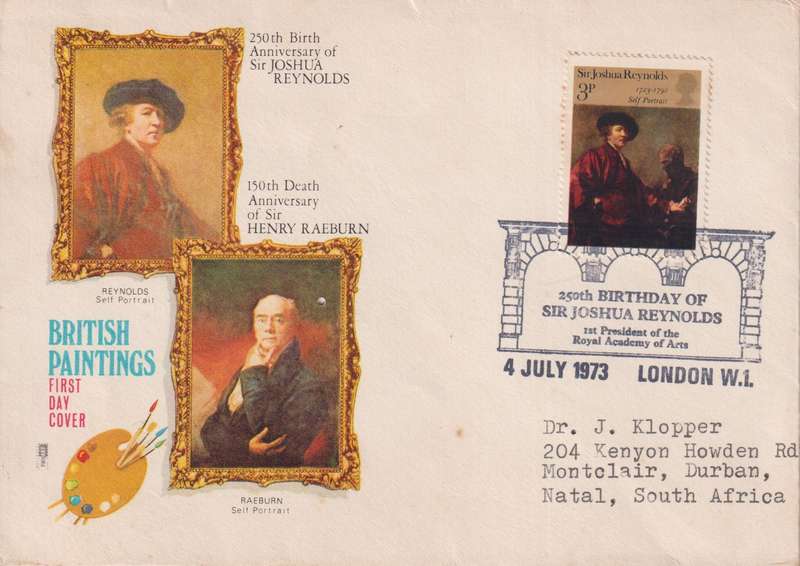 250th Birth
Anniversary of
Sir JOSHUA
REYNOLDS
150th Death
Anniversary
of Sir
HENRY RAEBURN
REYNOLDS
Self Portrait
BRITISH
PAINTINGS
FIRST
DAY
COVER
RAEBURN
Self Portrait
Sir Joshua Reynolds
3P
1723-1792
Self Portrait
250th BIRTHDAY OF
SIR JOSHUA REYNOLDS
1st President of the
Royal Academy of Arts
4 JULY 1973 LONDON W.1.
Dr. J. Klopper
204 Kenyon Howden Rd
Montclair, Durban,
Natal, South Africa